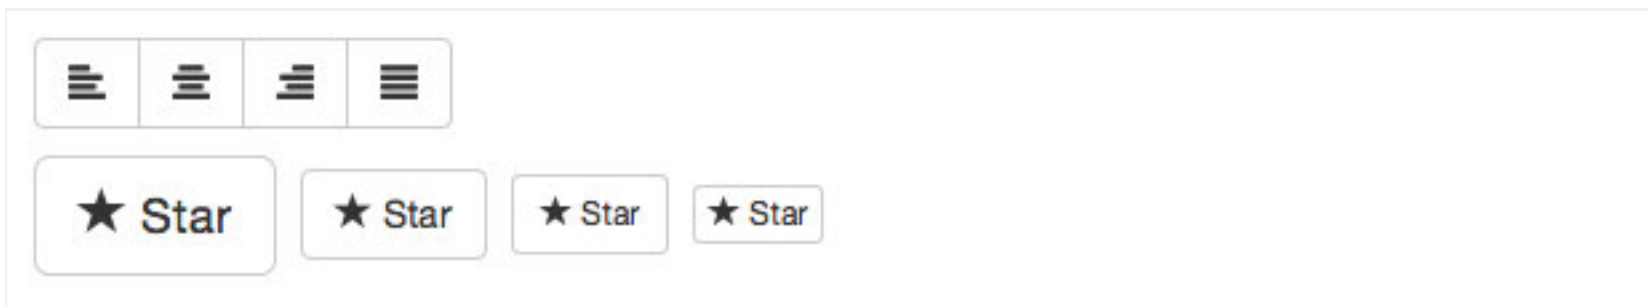 ★ Star ★ Star ★ Star ★ Star